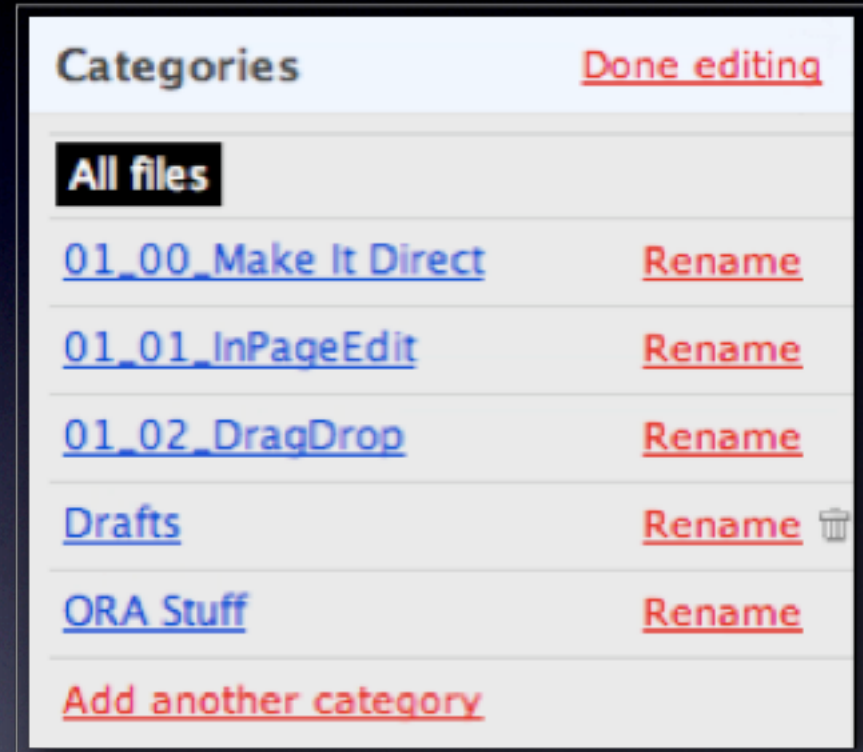 Categories Done editing
All files
01_00_Make It Direct Rename
01_01_InPageEdit Rename
01_02_DragDrop Rename
Drafts Rename
ORA Stuff Rename
Add another category